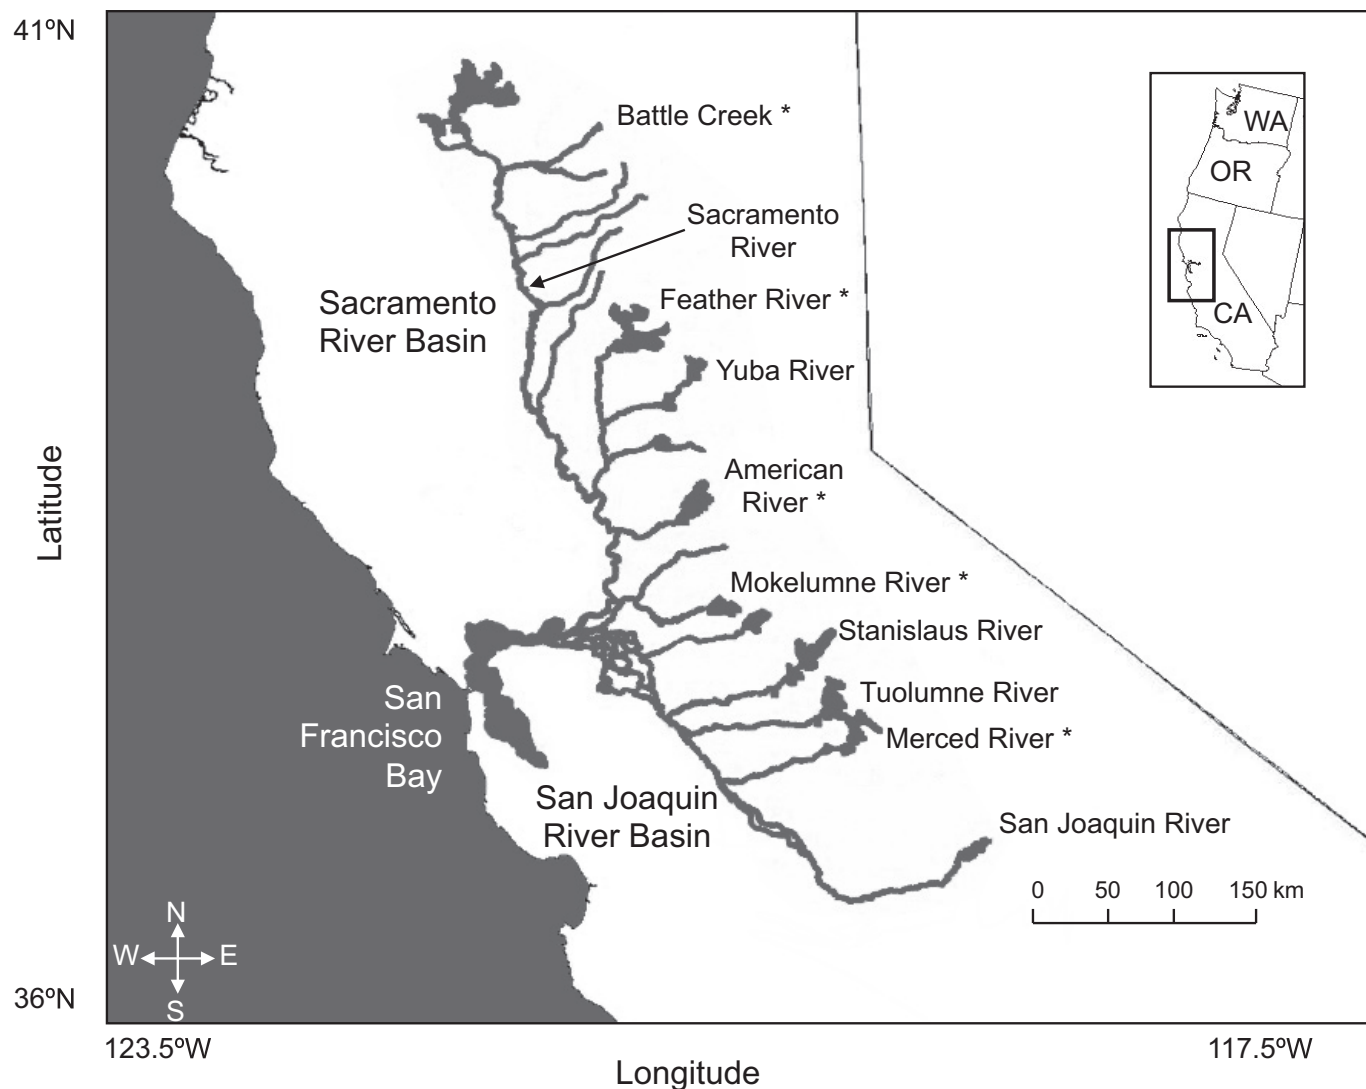 41ºN
Battle Creek *
WA
OR
CA
Sacramento
River
Sacramento
River Basin
Feather River *
Yuba River
American
River *
Mokelumne River *
Stanislaus River
Tuolumne River
Merced River *
San
Francisco
Bay
San Joaquin
River Basin
San Joaquin River
0 50 100 150 km
N
W E
S
Latitude
36ºN
123.5ºW
117.5ºW
Longitude